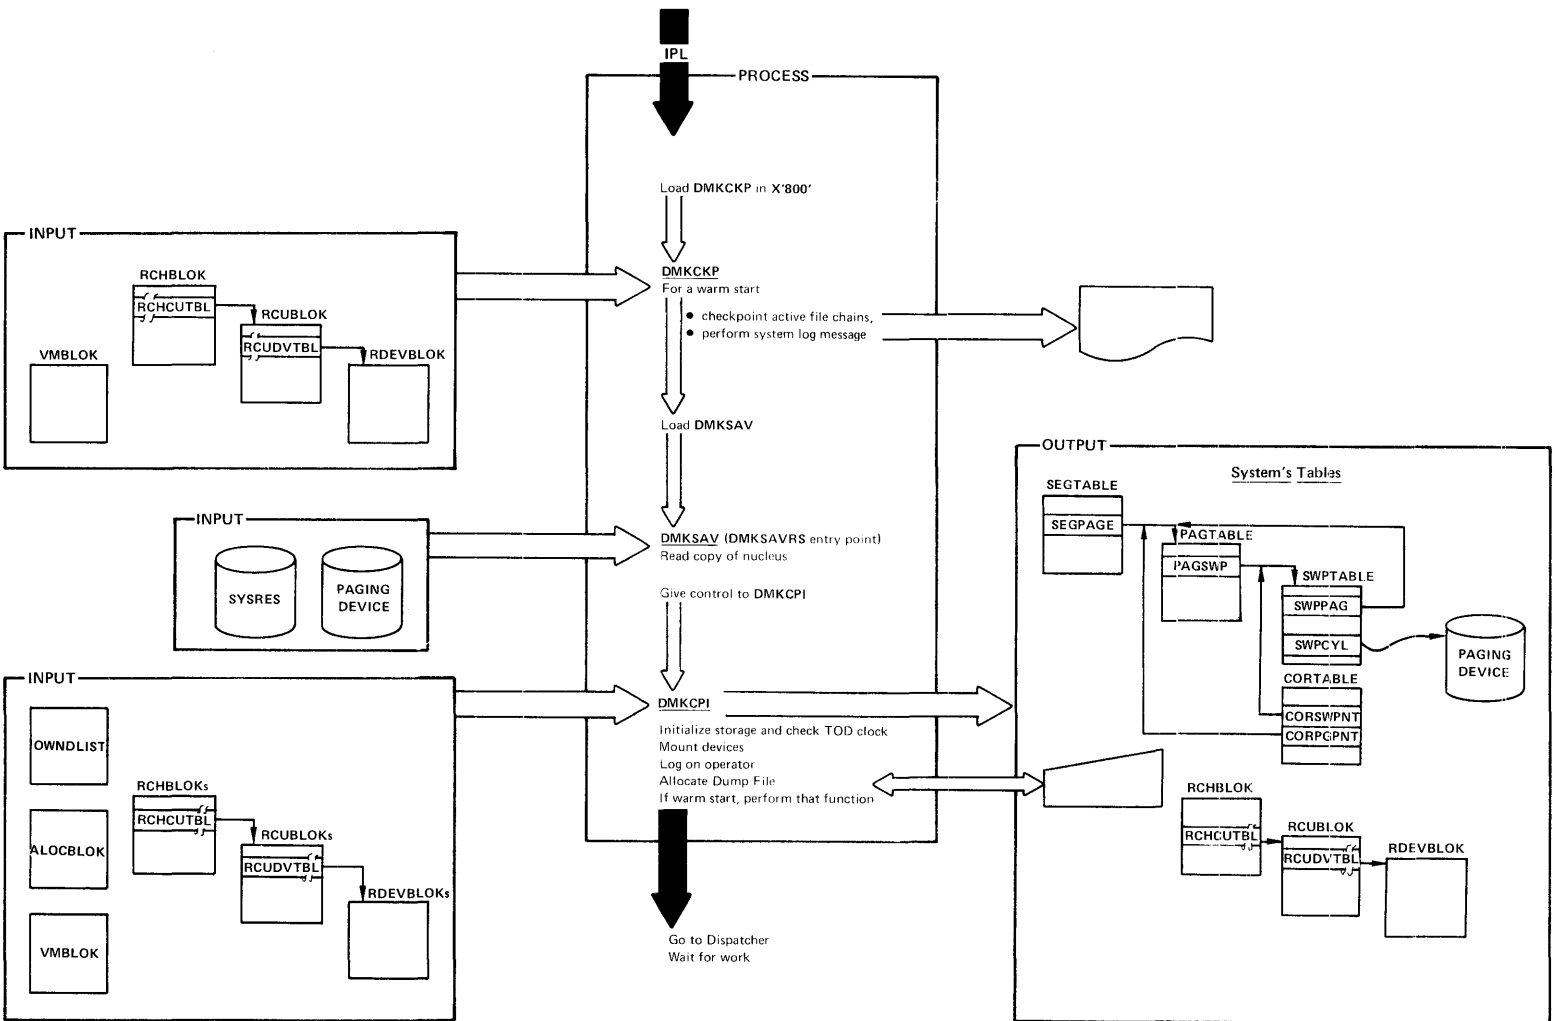 IPL
PROCESS
Load DMKCKP in X'800'
INPUT
RCHBLOK
RCHCUTBL
RCUBLOK
RCUDVTBL
RDEVBLOK
VMBLOK
DMKCKP
For a warm start
● checkpoint active file chains,
● perform system log message
Load DMKSAV
INPUT
SYSRES
PAGING
DEVICE
DMKSAV (DMKSAVRS entry point)
Read copy of nucleus
Give control to DMKCPI
INPUT
OWNDLIST
ALOCBLOK
VMBLOK
RCHBLOKs
RCHCUTBL
RCUBLOKs
RCUDVTBL
RDEVBLOKs
DMKCPI
Initialize storage and check TOD clock
Mount devices
Log on operator
Allocate Dump File
If warm start, perform that function
Go to Dispatcher
Wait for work
OUTPUT
System's Tables
SEGTABLE
SEGPAGE
PAGTABLE
PAGSWP
SWPTABLE
SWPPAG
SWPCYL
PAGING
DEVICE
CORTABLE
CORSWPNT
CORPGPNT
RCHBLOK
RCHCUTBL
RCUBLOK
RCUDVTBL
RDEVBLOK